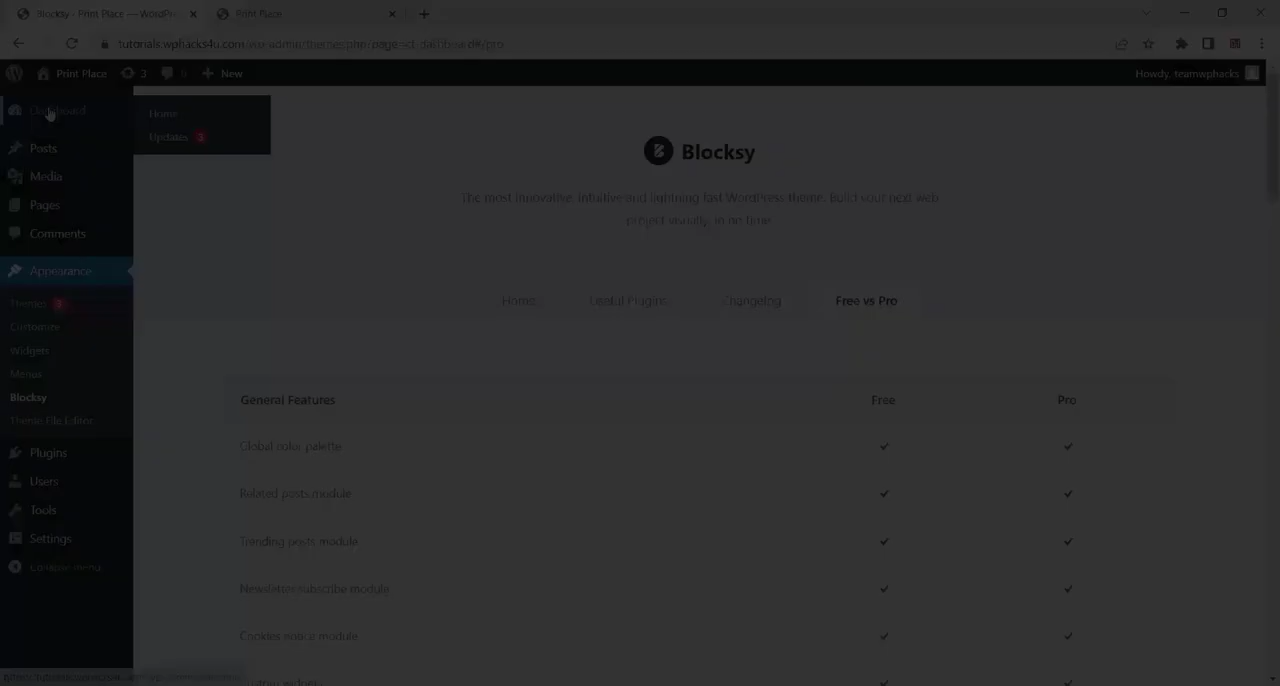 Blocksy - Print Place — WordPr
Print Place
tutorials.wphacks4u.com/wp-admin/themes.php?page=ct-dashboard#/pro
Print Place
3
0
New
Howdy, teamwphacks
Dashboard
Home
Updates 3
Posts
Media
Pages
Comments
Appearance
Themes 3
Customize
Widgets
Menus
Blocksy
Theme File Editor
Plugins
Users
Tools
Settings
Collapse menu
Blocksy
The most innovative, intuitive and lightning fast WordPress theme. Build your next web
project visually, in no time.
Home
Useful Plugins
Changelog
Free vs Pro
General Features
Free
Pro
Global color palette
Related posts module
Trending posts module
Newsletter subscribe module
Cookies notice module